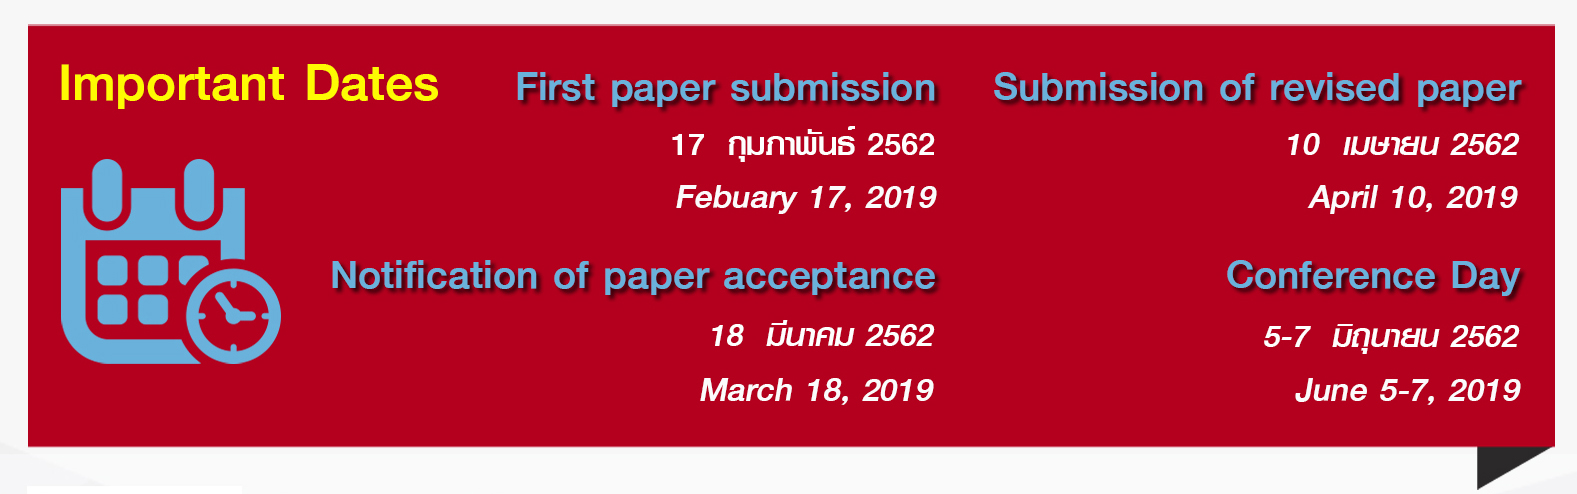 Important Dates
First paper submission
17 กุมภาพันธ์ 2562
Febuary 17, 2019
Submission of revised paper
10 เมษายน 2562
April 10, 2019
Notification of paper acceptance
18 มีนาคม 2562
March 18, 2019
Conference Day
5-7 มิถุนายน 2562
June 5-7, 2019